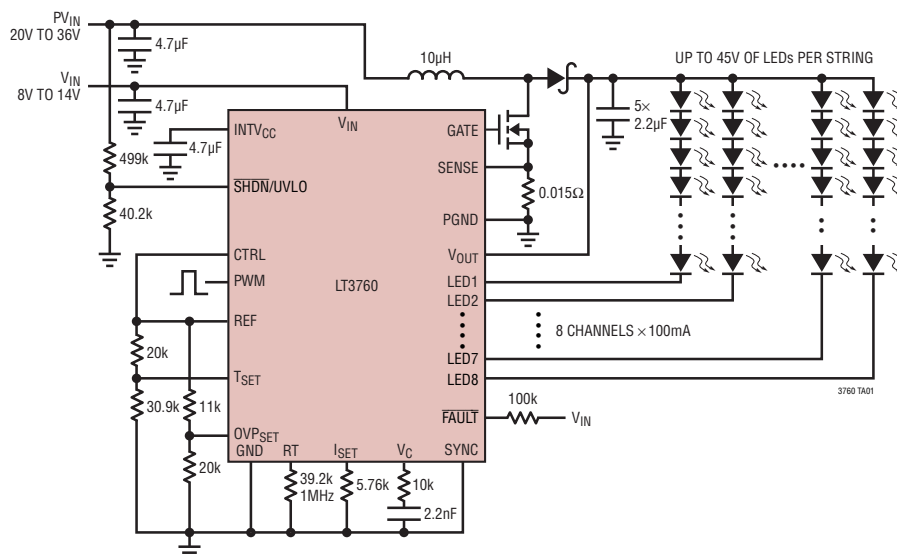 PVIN
20V TO 36V
4.7µF
10µH
UP TO 45V OF LEDs PER STRING
VIN
8V TO 14V
4.7µF
5×
2.2µF
INTVCC
VIN
GATE
4.7µF
499k
SENSE
SHDN/UVLO
0.015Ω
40.2k
PGND
CTRL
VOUT
PWM
LT3760
LED1
LED2
REF
8 CHANNELS × 100mA
20k
LED7
TSET
LED8
3760 TA01
30.9k
11k
100k
FAULT
VIN
OVPSET
GND
RT
ISET
VC
SYNC
20k
39.2k
1MHz
5.76k
10k
2.2nF